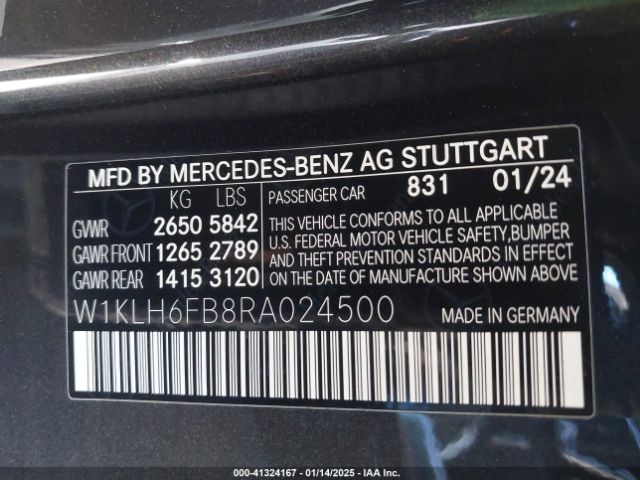 MFD BY MERCEDES-BENZ AG STUTTGART
KG LBS PASSENGER CAR 831 01/24
GVWR 2650 5842 THIS VEHICLE CONFORMS TO ALL APPLICABLE
GAWR FRONT 1265 2789 U.S. FEDERAL MOTOR VEHICLE SAFETY,BUMPER
GAWR REAR 1415 3120 AND THEFT PREVENTION STANDARDS IN EFFECT
ON THE DATE OF MANUFACTURE SHOWN ABOVE.
W1KLH6FB8RA024500 MADE IN GERMANY
000-41324167 - 01/14/2025 - IAA Inc.